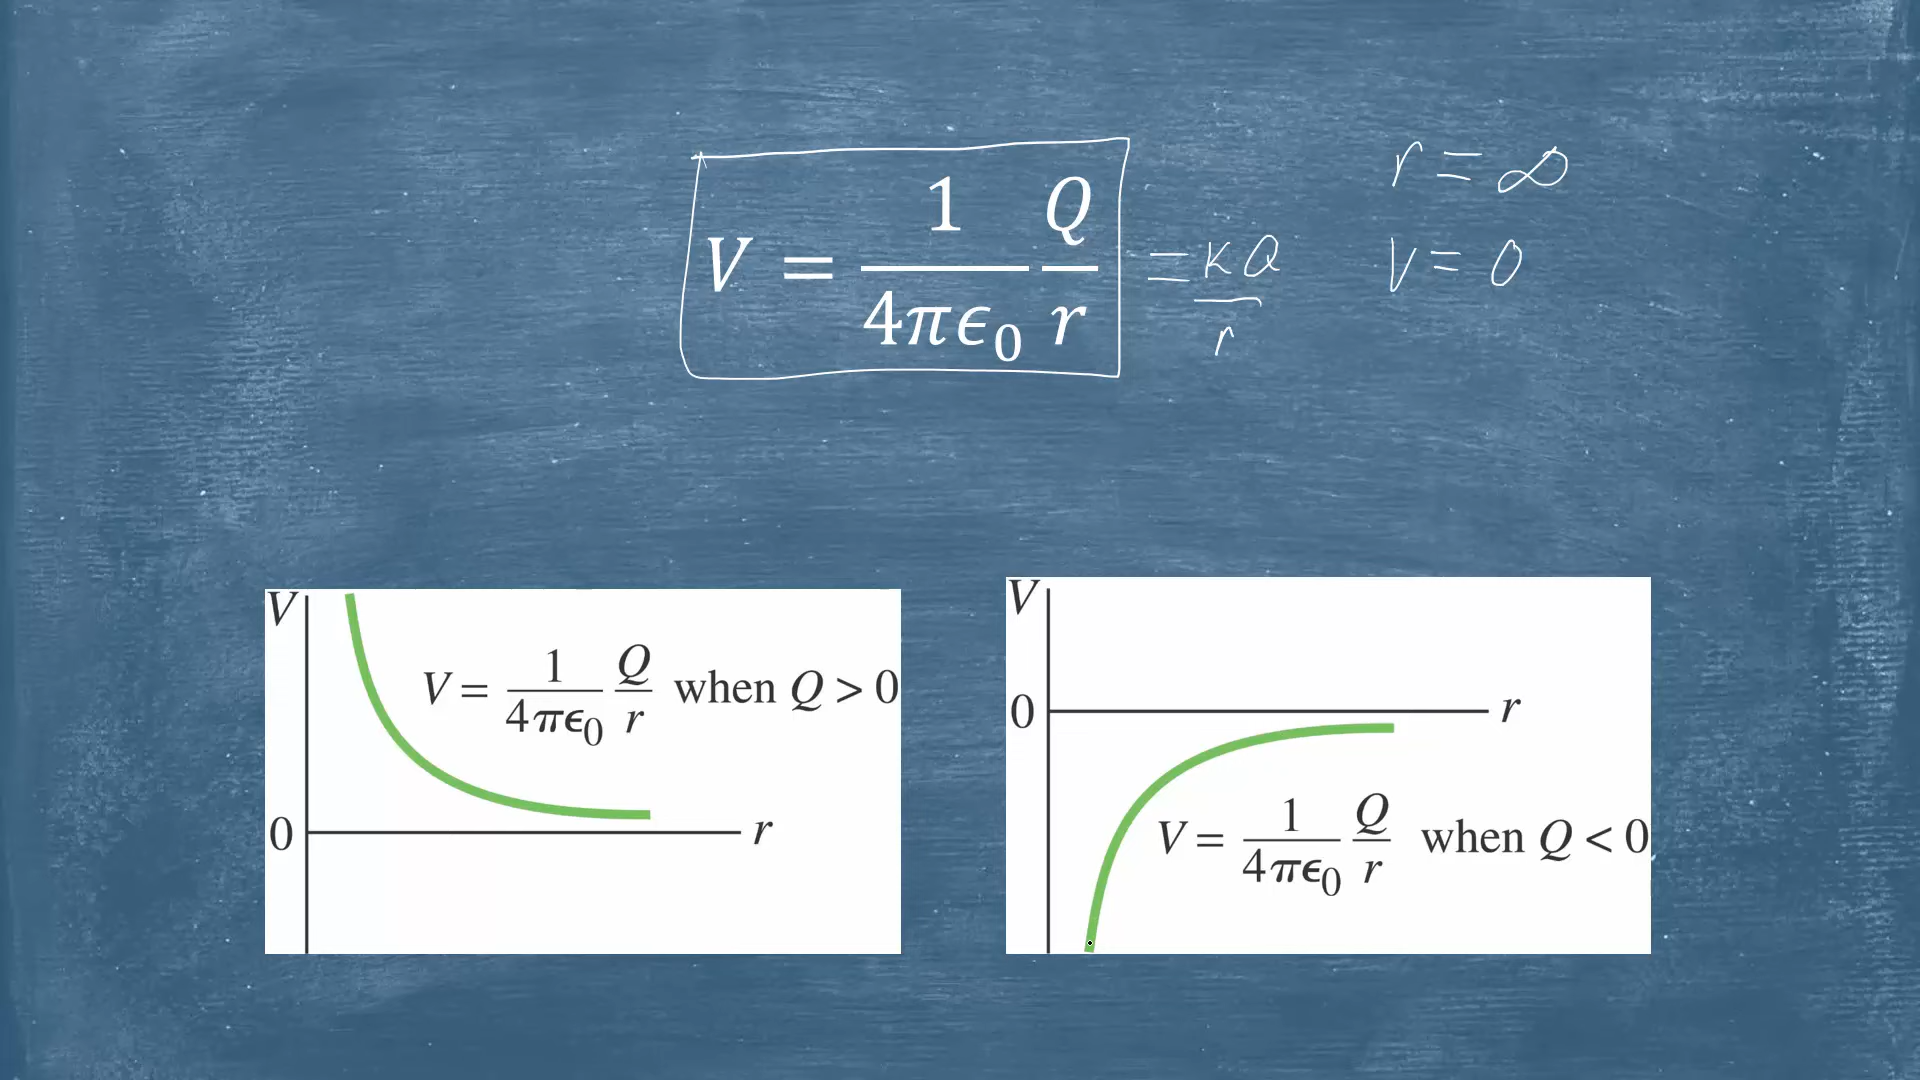 V = 1/4πϵ₀ Q/r = KQ/r
r = ∞
V = 0
V
V = 1/4πϵ₀ Q/r when Q > 0
0
r
V
0
r
V = 1/4πϵ₀ Q/r when Q < 0